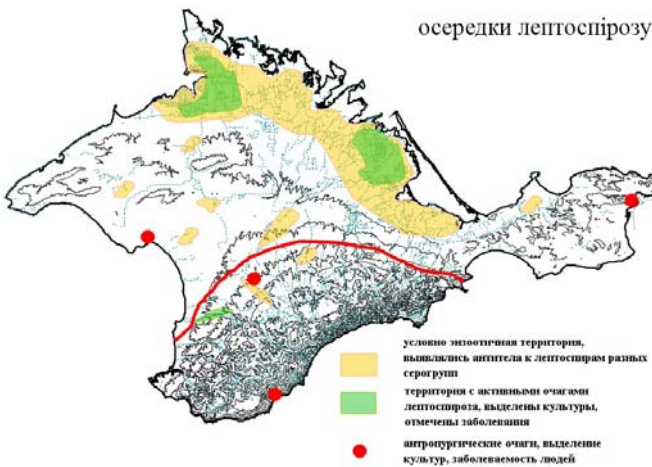 осередки лептоспірозу
условно энзоотичная территория,
выявлялись антитела к лептоспирам разных
серогрупп
территория с активными очагами
лептоспироза, выделены культуры,
отмечены заболевания
антропургические очаги, выделение
культур, заболеваемость людей